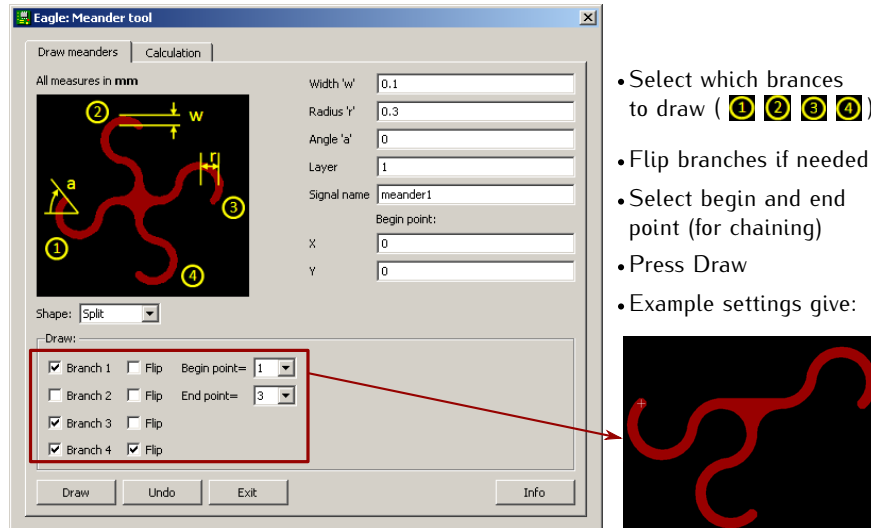 Eagle: Meander tool
Draw meanders Calculation
All measures in mm
2
w
r
a
1
3
4
Width 'w' 0.1
Radius 'r' 0.3
Angle 'a' 0
Layer 1
Signal name meander1
Begin point:
X 0
Y 0
Shape: Split
Draw:
Branch 1 Flip Begin point= 1
Branch 2 Flip End point= 3
Branch 3 Flip
Branch 4 Flip
Draw Undo Exit Info
• Select which brances
to draw ( 1 2 3 4 )
• Flip branches if needed
• Select begin and end
point (for chaining)
• Press Draw
• Example settings give: